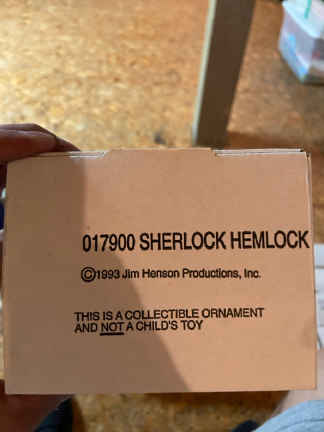 017900 SHERLOCK HEMLOCK
©1993 Jim Henson Productions, Inc.
THIS IS A COLLECTIBLE ORNAMENT
AND NOT A CHILD'S TOY